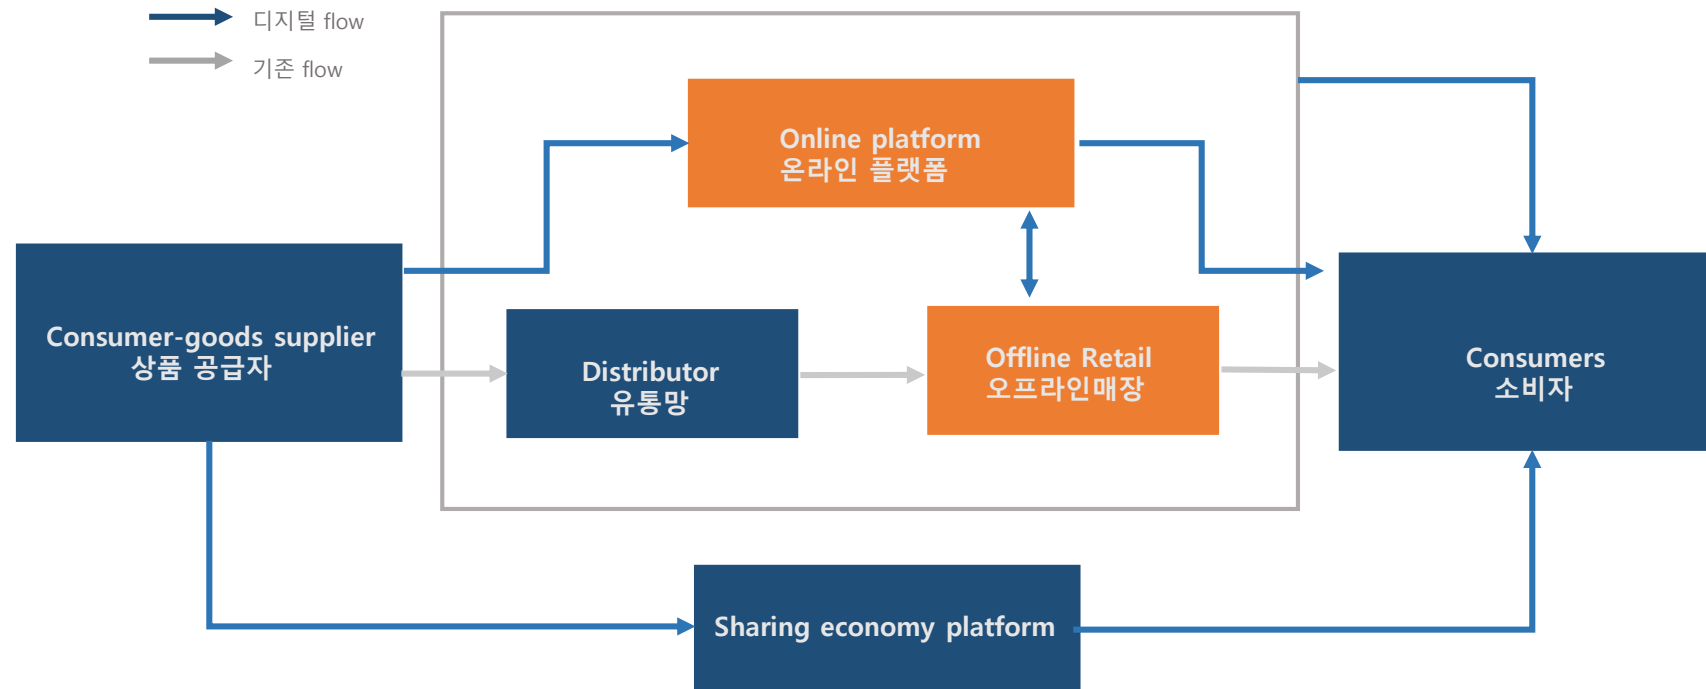 디지털 flow
기존 flow
Online platform
온라인 플랫폼
Consumer-goods supplier
상품 공급자
Distributor
유통망
Offline Retail
오프라인매장
Consumers
소비자
Sharing economy platform